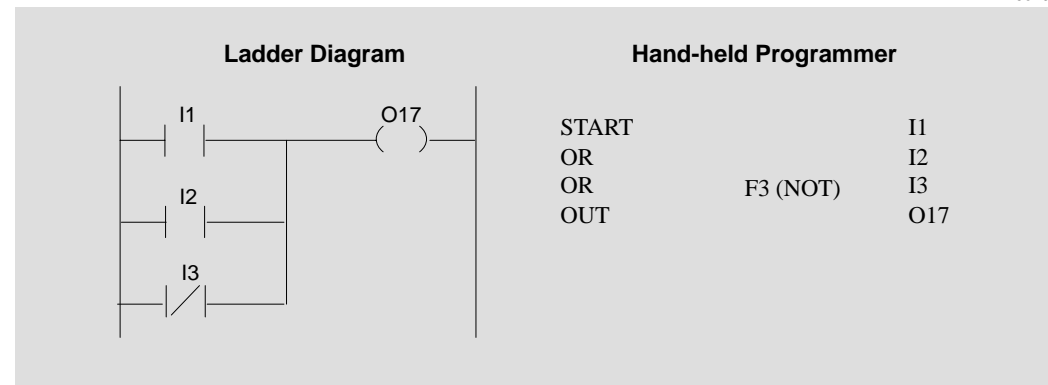 Ladder Diagram
Hand-held Programmer
I1
O17
I2
I3
START I1
OR I2
OR F3 (NOT) I3
OUT O17